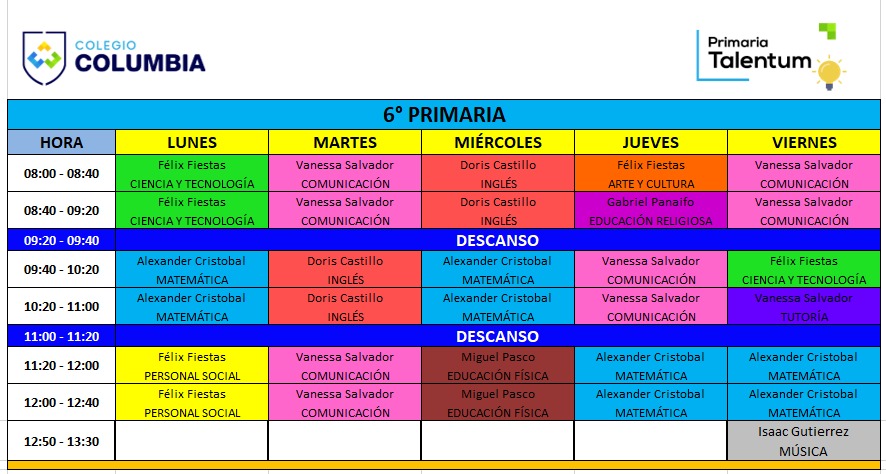 COLEGIO
COLUMBIA
Primaria
Talentum
6° PRIMARIA
HORA LUNES MARTES MIÉRCOLES JUEVES VIERNES
08:00 - 08:40 Félix Fiestas Vanessa Salvador Doris Castillo Félix Fiestas Vanessa Salvador
CIENCIA Y TECNOLOGÍA COMUNICACIÓN INGLÉS ARTE Y CULTURA COMUNICACIÓN
08:40 - 09:20 Félix Fiestas Vanessa Salvador Doris Castillo Gabriel Panaifo Vanessa Salvador
CIENCIA Y TECNOLOGÍA COMUNICACIÓN INGLÉS EDUCACIÓN RELIGIOSA COMUNICACIÓN
09:20 - 09:40 DESCANSO
09:40 - 10:20 Alexander Cristobal Doris Castillo Alexander Cristobal Vanessa Salvador Félix Fiestas
MATEMÁTICA INGLÉS MATEMÁTICA COMUNICACIÓN CIENCIA Y TECNOLOGÍA
10:20 - 11:00 Alexander Cristobal Doris Castillo Alexander Cristobal Vanessa Salvador Vanessa Salvador
MATEMÁTICA INGLÉS MATEMÁTICA COMUNICACIÓN TUTORÍA
11:00 - 11:20 DESCANSO
11:20 - 12:00 Félix Fiestas Vanessa Salvador Miguel Pasco Alexander Cristobal Alexander Cristobal
PERSONAL SOCIAL COMUNICACIÓN EDUCACIÓN FÍSICA MATEMÁTICA MATEMÁTICA
12:00 - 12:40 Félix Fiestas Vanessa Salvador Miguel Pasco Alexander Cristobal Alexander Cristobal
PERSONAL SOCIAL COMUNICACIÓN EDUCACIÓN FÍSICA MATEMÁTICA MATEMÁTICA
12:50 - 13:30 Isaac Gutierrez
MÚSICA